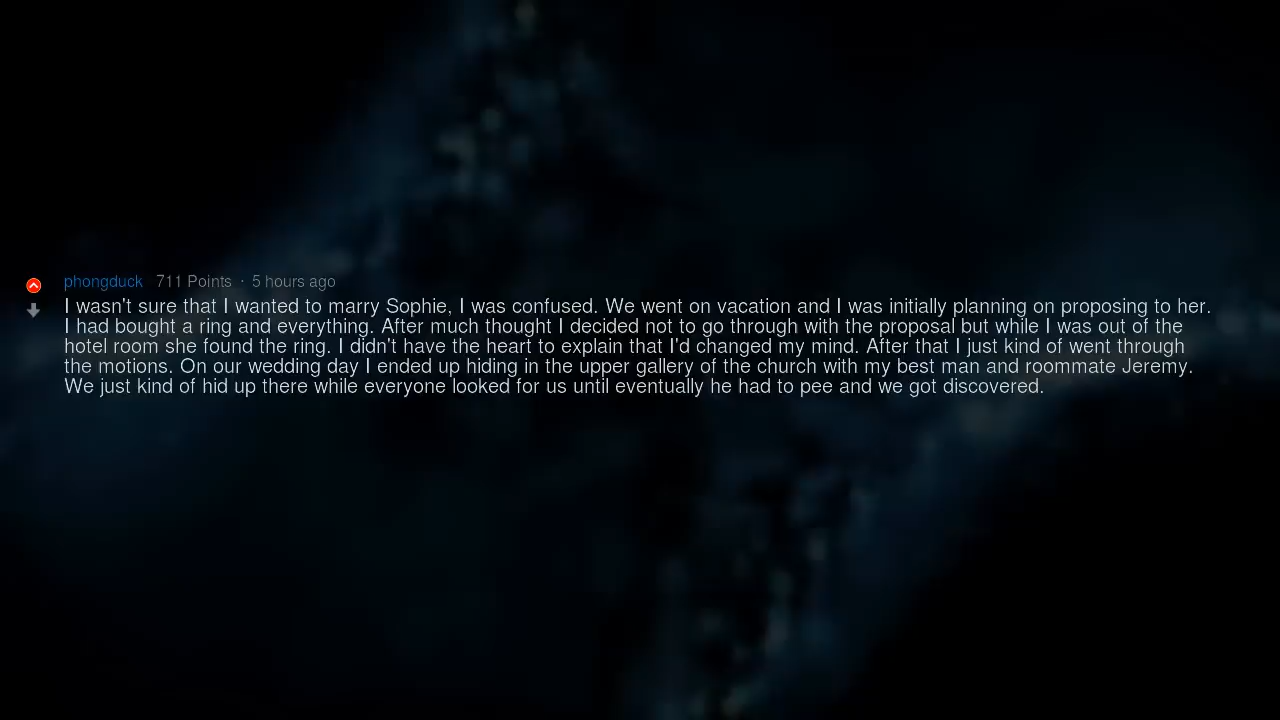 phongduck 711 Points · 5 hours ago
I wasn't sure that I wanted to marry Sophie, I was confused. We went on vacation and I was initially planning on proposing to her.
I had bought a ring and everything. After much thought I decided not to go through with the proposal but while I was out of the
hotel room she found the ring. I didn't have the heart to explain that I'd changed my mind. After that I just kind of went through
the motions. On our wedding day I ended up hiding in the upper gallery of the church with my best man and roommate Jeremy.
We just kind of hid up there while everyone looked for us until eventually he had to pee and we got discovered.